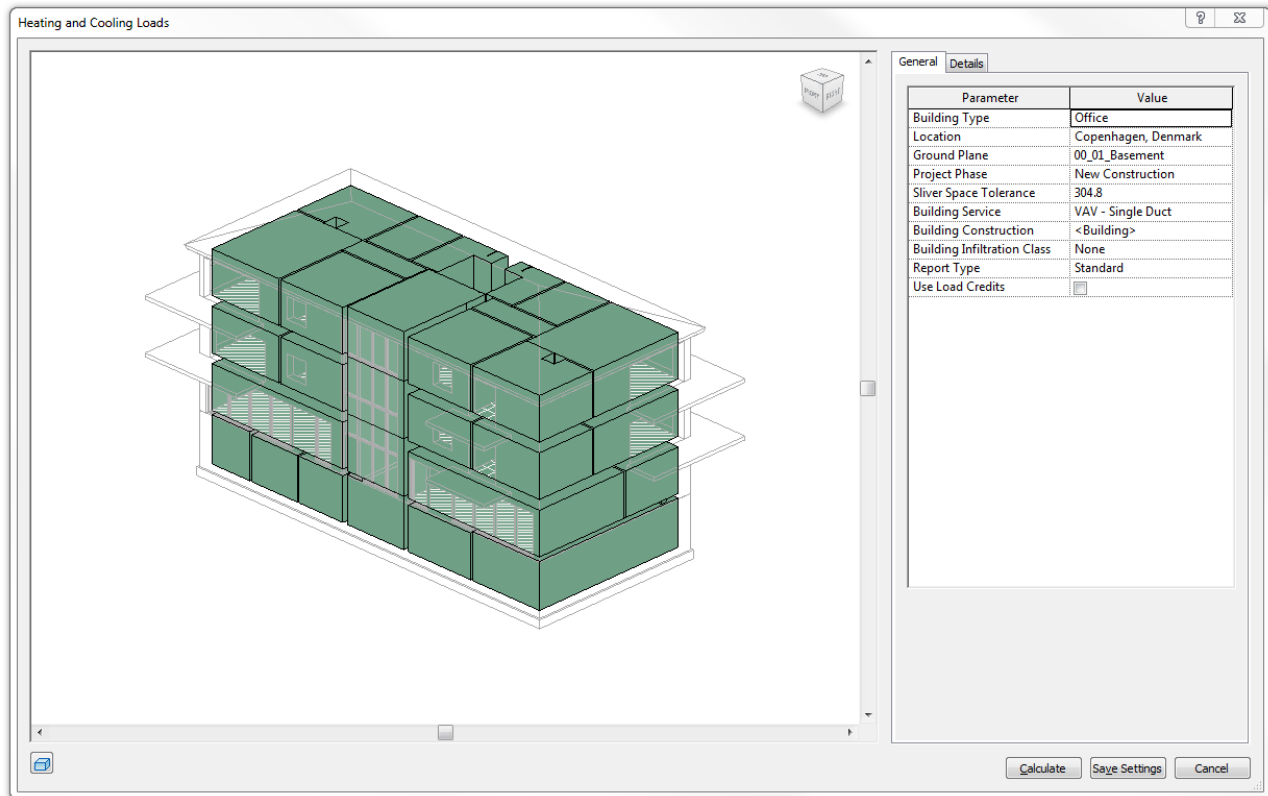 Heating and Cooling Loads
General Details
Parameter Value
Building Type Office
Location Copenhagen, Denmark
Ground Plane 00_01_Basement
Project Phase New Construction
Sliver Space Tolerance 304.8
Building Service VAV - Single Duct
Building Construction <Building>
Building Infiltration Class None
Report Type Standard
Use Load Credits
Calculate Save Settings Cancel